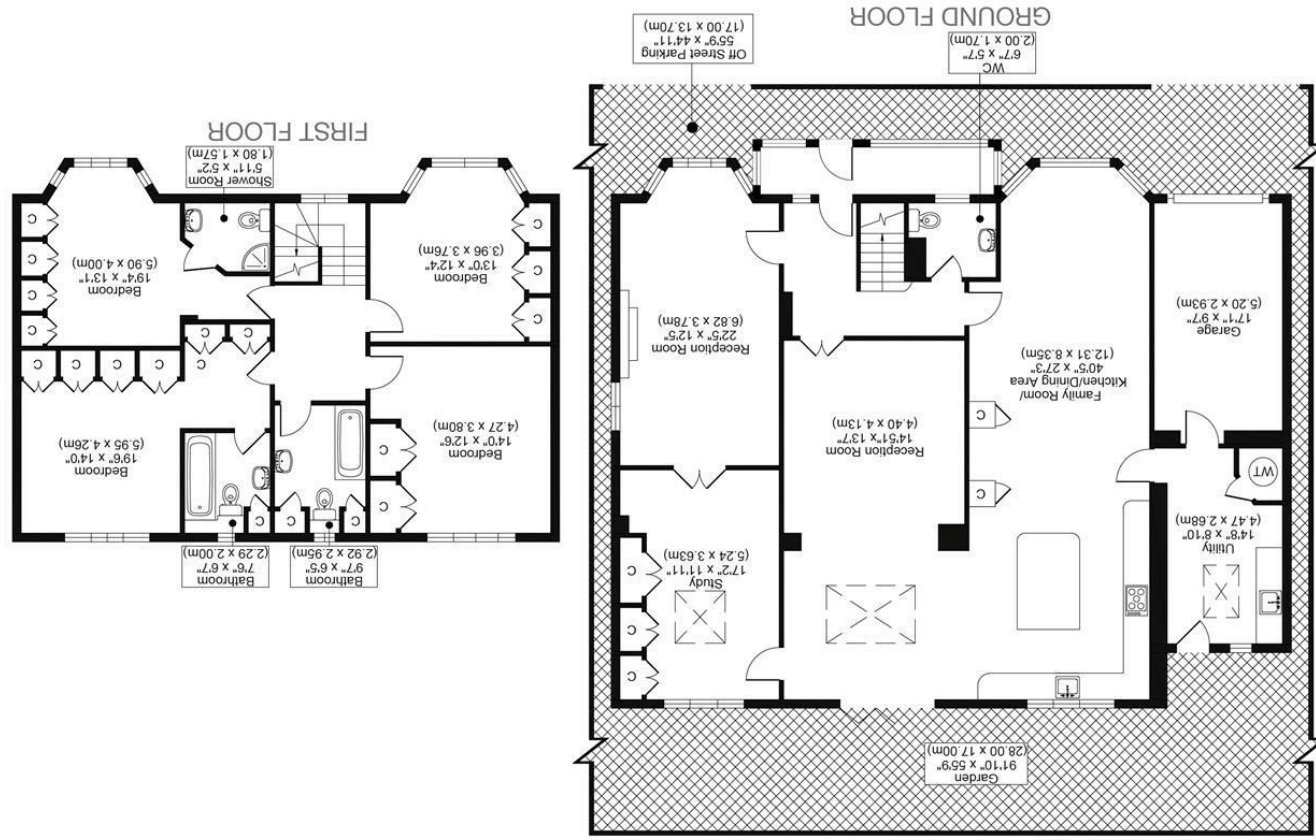 GROUND FLOOR
WC
6'7" x 5'7"
(2.00 x 1.70m)
Off Street Parking
55'9" x 44'11"
(17.00 x 13.70m)
Garage
17'1" x 9'7"
(5.20 x 2.93m)
Family Room/
Kitchen/Dining Area
40'5" x 27'3"
(12.31 x 8.35m)
C
C
Reception Room
14'51" x 13'7"
(4.40 x 4.13m)
Reception Room
22'5" x 12'5"
(6.82 x 3.78m)
WT
Utility
14'8" x 8'10"
(4.47 x 2.68m)
Study
17'2" x 11'11"
(5.24 x 3.63m)
C
C
C
Garden
91'10" x 55'9"
(28.00 x 17.00m)
FIRST FLOOR
Shower Room
5'11" x 5'2"
(1.80 x 1.57m)
Bedroom
13'0" x 12'4"
(3.96 x 3.76m)
C
C
C
Bedroom
19'4" x 13'1"
(5.90 x 4.00m)
C
C
C
C
Bedroom
14'0" x 12'6"
(4.27 x 3.80m)
C
C
C
C
C
C
C
C
C
Bedroom
19'6" x 14'0"
(5.95 x 4.26m)
C
C
C
Bathroom
9'7" x 6'5"
(2.92 x 2.95m)
Bathroom
7'6" x 6'7"
(2.29 x 2.00m)